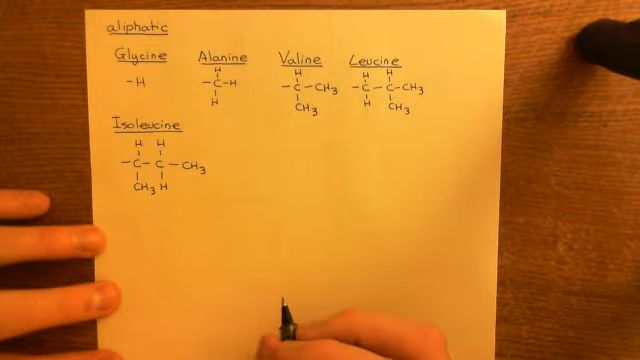 aliphatic
Glycine Alanine Valine Leucine
H H H H
-H -C-H -C-CH3 -C-C-CH3
H CH3 H CH3
Isoleucine
H H
-C-C-CH3
CH3 H